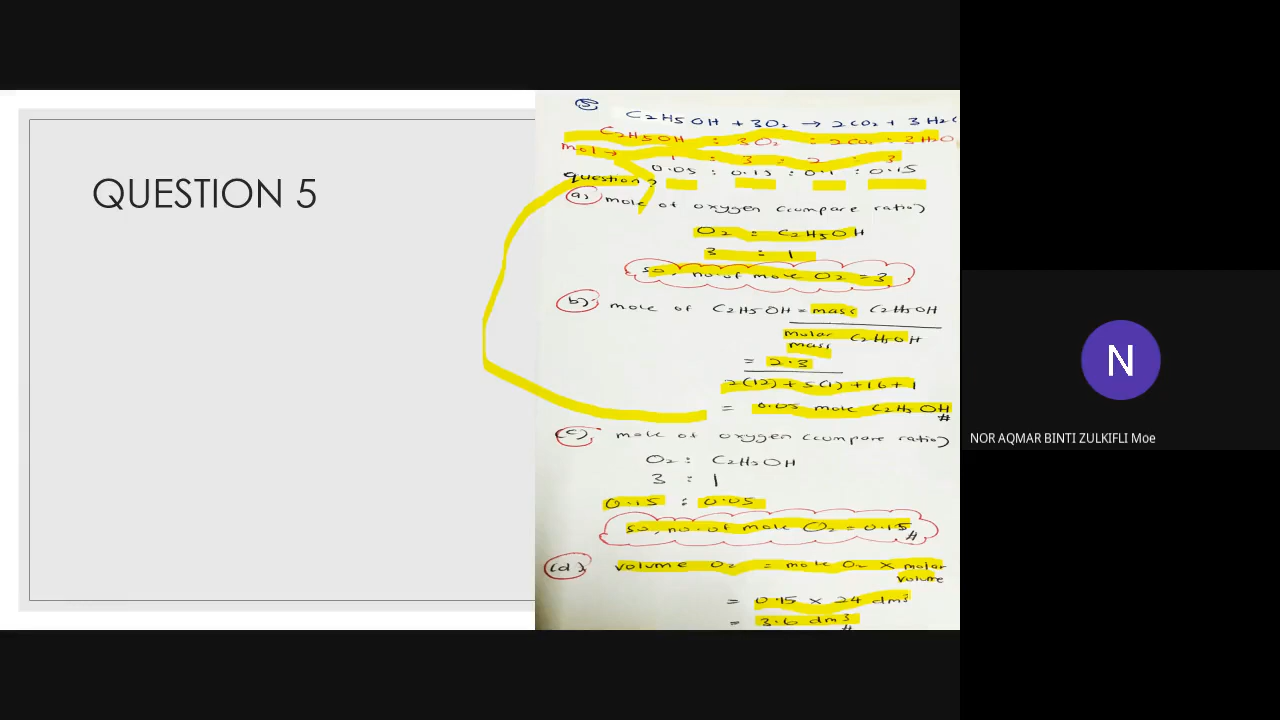 QUESTION 5
5
C2H5OH + 3O2 → 2CO2 + 3H2O
C2H5OH : 3O2 : 2CO2 : 3H2O
mol → 1 : 3 : 2 : 3
0.05 : 0.15 : 0.1 : 0.15
question?
(a) mole of oxygen (compare ratio)
O2 : C2H5OH
3 : 1
so, no. of mole O2 = 3
(b) mole of C2H5OH = mass C2H5OH
molar mass C2H5OH
= 2.3
2(12) + 5(1) + 16 + 1
= 0.05 mole C2H5OH #
(c) mole of oxygen (compare ratio)
O2 : C2H5OH
3 : 1
0.15 : 0.05
so, no. of mole O2 = 0.15 #
(d) volume O2 = mole O2 × molar volume
= 0.15 × 24 dm3
= 3.6 dm3 #
N
NOR AQMAR BINTI ZULKIFLI Moe